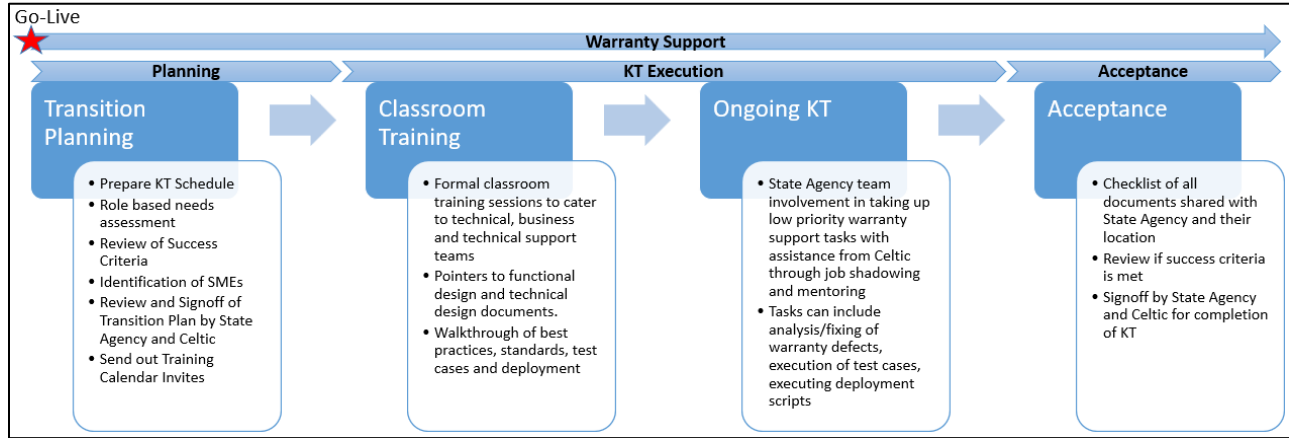 Go-Live
Warranty Support
Planning
KT Execution
Acceptance
Transition
Planning
• Prepare KT Schedule
• Role based needs
assessment
• Review of Success
Criteria
• Identification of SMEs
• Review and Signoff of
Transition Plan by State
Agency and Celtic
• Send out Training
Calendar Invites
Classroom
Training
• Formal classroom
training sessions to cater
to technical, business
and technical support
teams
• Pointers to functional
design and technical
design documents.
• Walkthrough of best
practices, standards, test
cases and deployment
Ongoing KT
• State Agency team
involvement in taking up
low priority warranty
support tasks with
assistance from Celtic
through job shadowing
and mentoring
• Tasks can include
analysis/fixing of
warranty defects,
execution of test cases,
executing deployment
scripts
Acceptance
• Checklist of all
documents shared with
State Agency and their
location
• Review if success criteria
is met
• Signoff by State Agency
and Celtic for completion
of KT